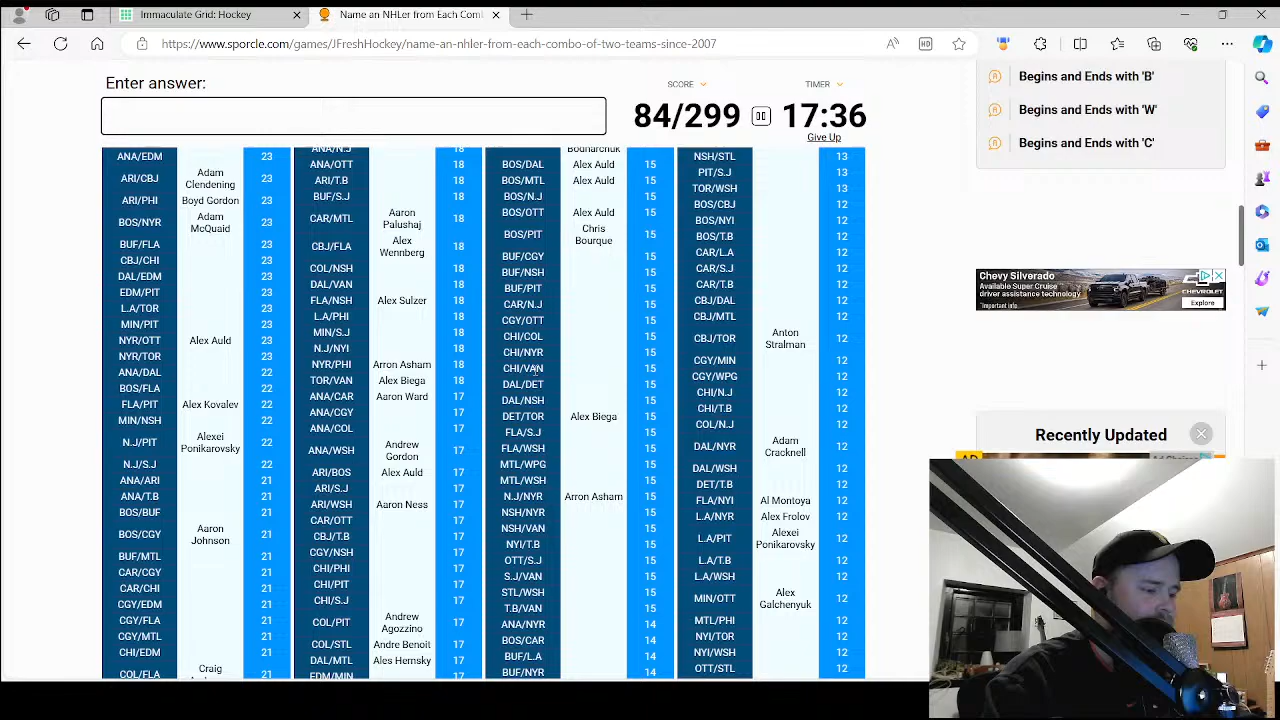 Immaculate Grid: Hockey
Name an NHLer from Each Comb
https://www.sporcle.com/games/JFreshHockey/name-an-nhler-from-each-combo-of-two-teams-since-2007
Enter answer:
SCORE
TIMER
84/299
17:36
Give Up
ANA/EDM 23
ARI/CBJ Adam Clendening 23
ARI/PHI Boyd Gordon 23
BOS/NYR Adam McQuaid 23
BUF/FLA 23
CBJ/CHI 23
DAL/EDM 23
EDM/PIT 23
L.A/TOR 23
MIN/PIT 23
NYR/OTT Alex Auld 23
NYR/TOR 23
ANA/DAL 22
BOS/FLA 22
FLA/PIT Alex Kovalev 22
MIN/NSH 22
N.J/PIT Alexei Ponikarovsky 22
N.J/S.J 22
ANA/ARI 21
ANA/T.B 21
BOS/BUF 21
BOS/CGY Aaron Johnson 21
BUF/MTL 21
CAR/CGY 21
CAR/CHI 21
CGY/EDM 21
CGY/FLA 21
CGY/MTL 21
CHI/EDM 21
COL/FLA Craig 21
ANA/N.J 18
ANA/OTT 18
ARI/T.B 18
BUF/S.J 18
CAR/MTL Aaron Palushaj 18
CBJ/FLA Alex Wennberg 18
COL/NSH 18
DAL/VAN 18
FLA/NSH Alex Sulzer 18
L.A/PHI 18
MIN/S.J 18
N.J/NYI 18
NYR/PHI Arron Asham 18
TOR/VAN Alex Biega 18
ANA/CAR Aaron Ward 17
ANA/CGY 17
ANA/COL 17
ANA/WSH Andrew Gordon 17
ARI/BOS Alex Auld 17
ARI/S.J 17
ARI/WSH Aaron Ness 17
CAR/OTT 17
CBJ/T.B 17
CGY/NSH 17
CHI/PHI 17
CHI/PIT 17
CHI/S.J 17
COL/PIT Andrew Agozzino 17
COL/STL Andre Benoit 17
DAL/MTL Ales Hemsky 17
EDM/MIN 17
Bodnarchuk
BOS/DAL Alex Auld 15
BOS/MTL Alex Auld 15
BOS/N.J 15
BOS/OTT Alex Auld 15
BOS/PIT Chris Bourque 15
BUF/CGY 15
BUF/NSH 15
BUF/PIT 15
CAR/N.J 15
CGY/OTT 15
CHI/COL 15
CHI/NYR 15
CHI/VAN 15
DAL/DET 15
DAL/NSH 15
DET/TOR Alex Biega 15
FLA/S.J 15
FLA/WSH 15
MTL/WPG 15
MTL/WSH 15
N.J/NYR Arron Asham 15
NSH/NYR 15
NSH/VAN 15
NYI/T.B 15
OTT/S.J 15
S.J/VAN 15
STL/WSH 15
T.B/VAN 15
ANA/NYR 14
BOS/CAR 14
BUF/L.A 14
BUF/NYR 14
NSH/STL 13
PIT/S.J 13
TOR/WSH 13
BOS/CBJ 12
BOS/NYI 12
BOS/T.B 12
CAR/L.A 12
CAR/S.J 12
CAR/T.B 12
CBJ/DAL 12
CBJ/MTL 12
CBJ/TOR Anton Stralman 12
CGY/MIN 12
CGY/WPG 12
CHI/N.J 12
CHI/T.B 12
COL/N.J 12
DAL/NYR Adam Cracknell 12
DAL/WSH 12
DET/T.B 12
FLA/NYI Al Montoya 12
L.A/NYR Alex Frolov 12
L.A/PIT Alexei Ponikarovsky 12
L.A/T.B 12
L.A/WSH 12
MIN/OTT Alex Galchenyuk 12
MTL/PHI 12
NYI/TOR 12
NYI/WSH 12
OTT/STL 12
Begins and Ends with 'B'
Begins and Ends with 'W'
Begins and Ends with 'C'
Chevy Silverado
Available Super Cruise
driver assistance technology
*Important info.
CHEVROLET
Explore
Recently Updated
AD